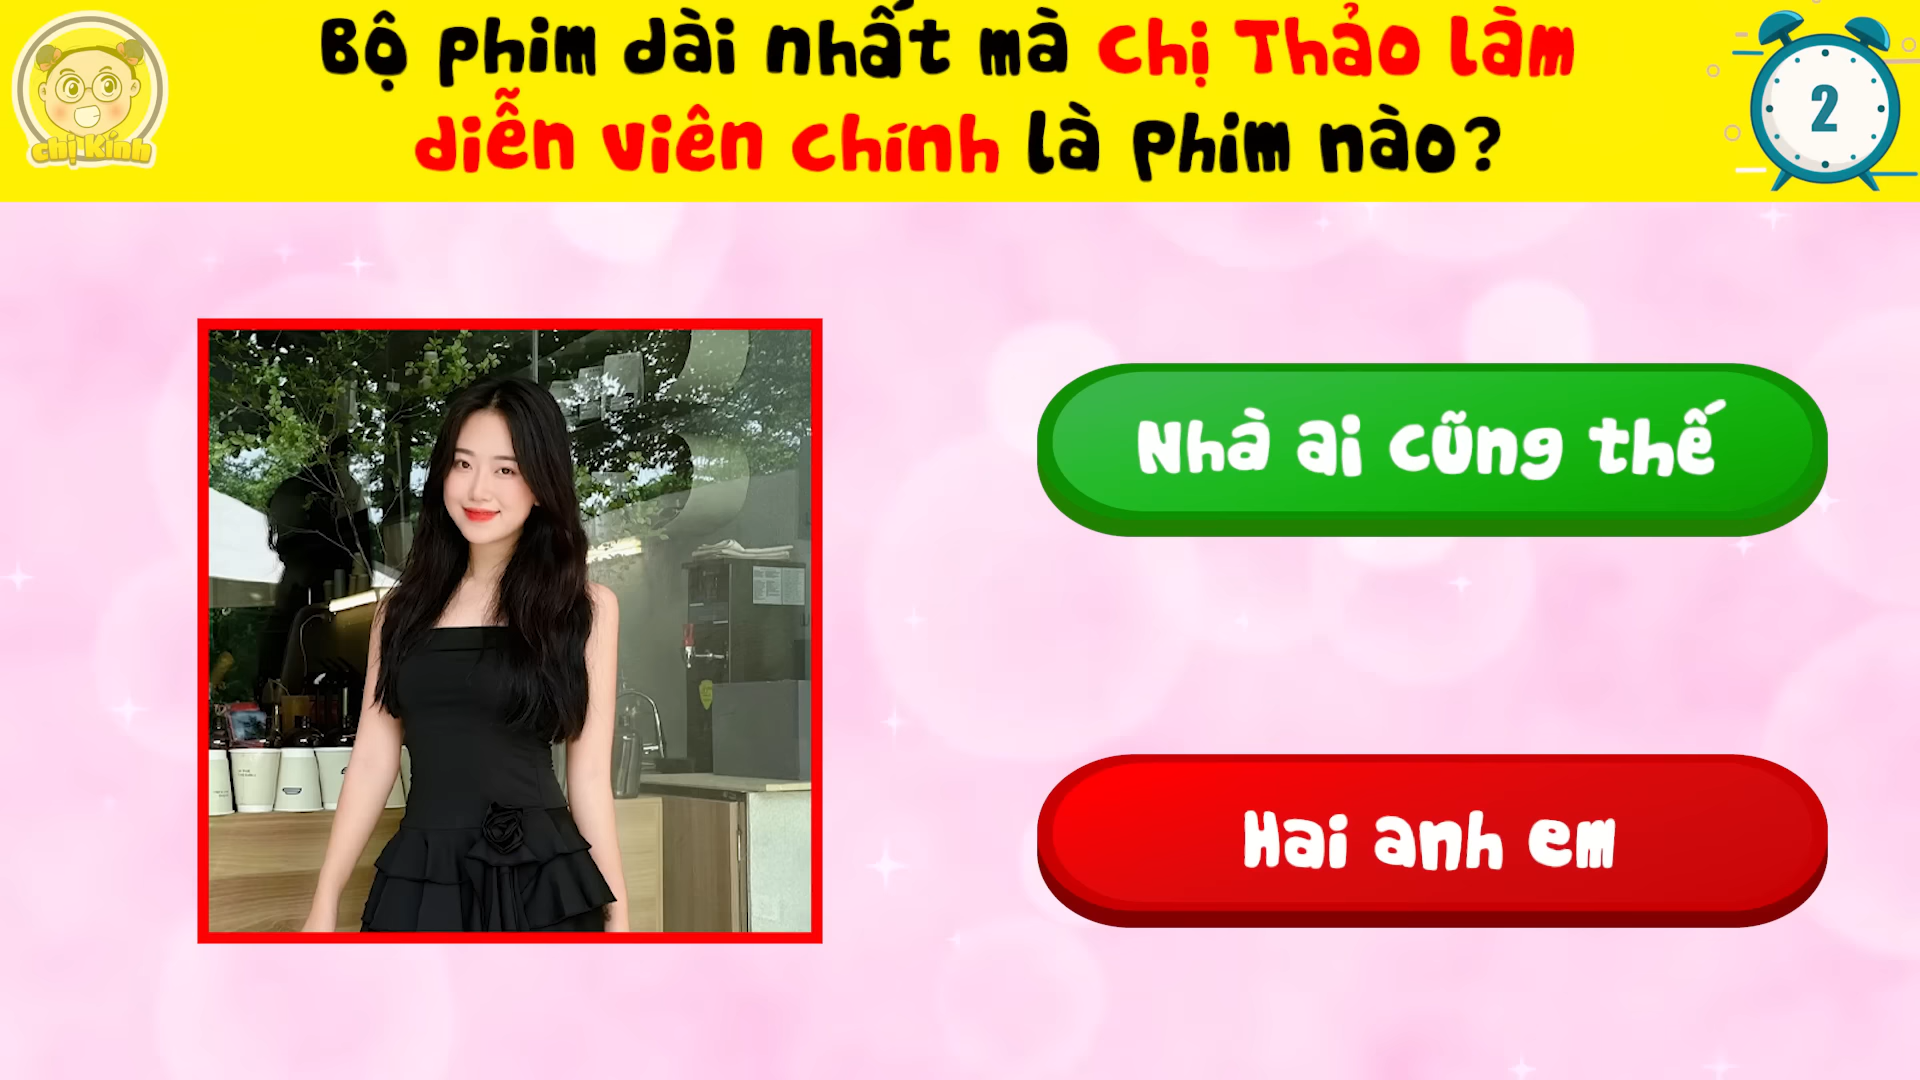 Bộ phim dài nhất mà chị Thảo làm
diễn viên chính là phim nào?
chị Kính
2
Nhà ai cũng thế
Hai anh em